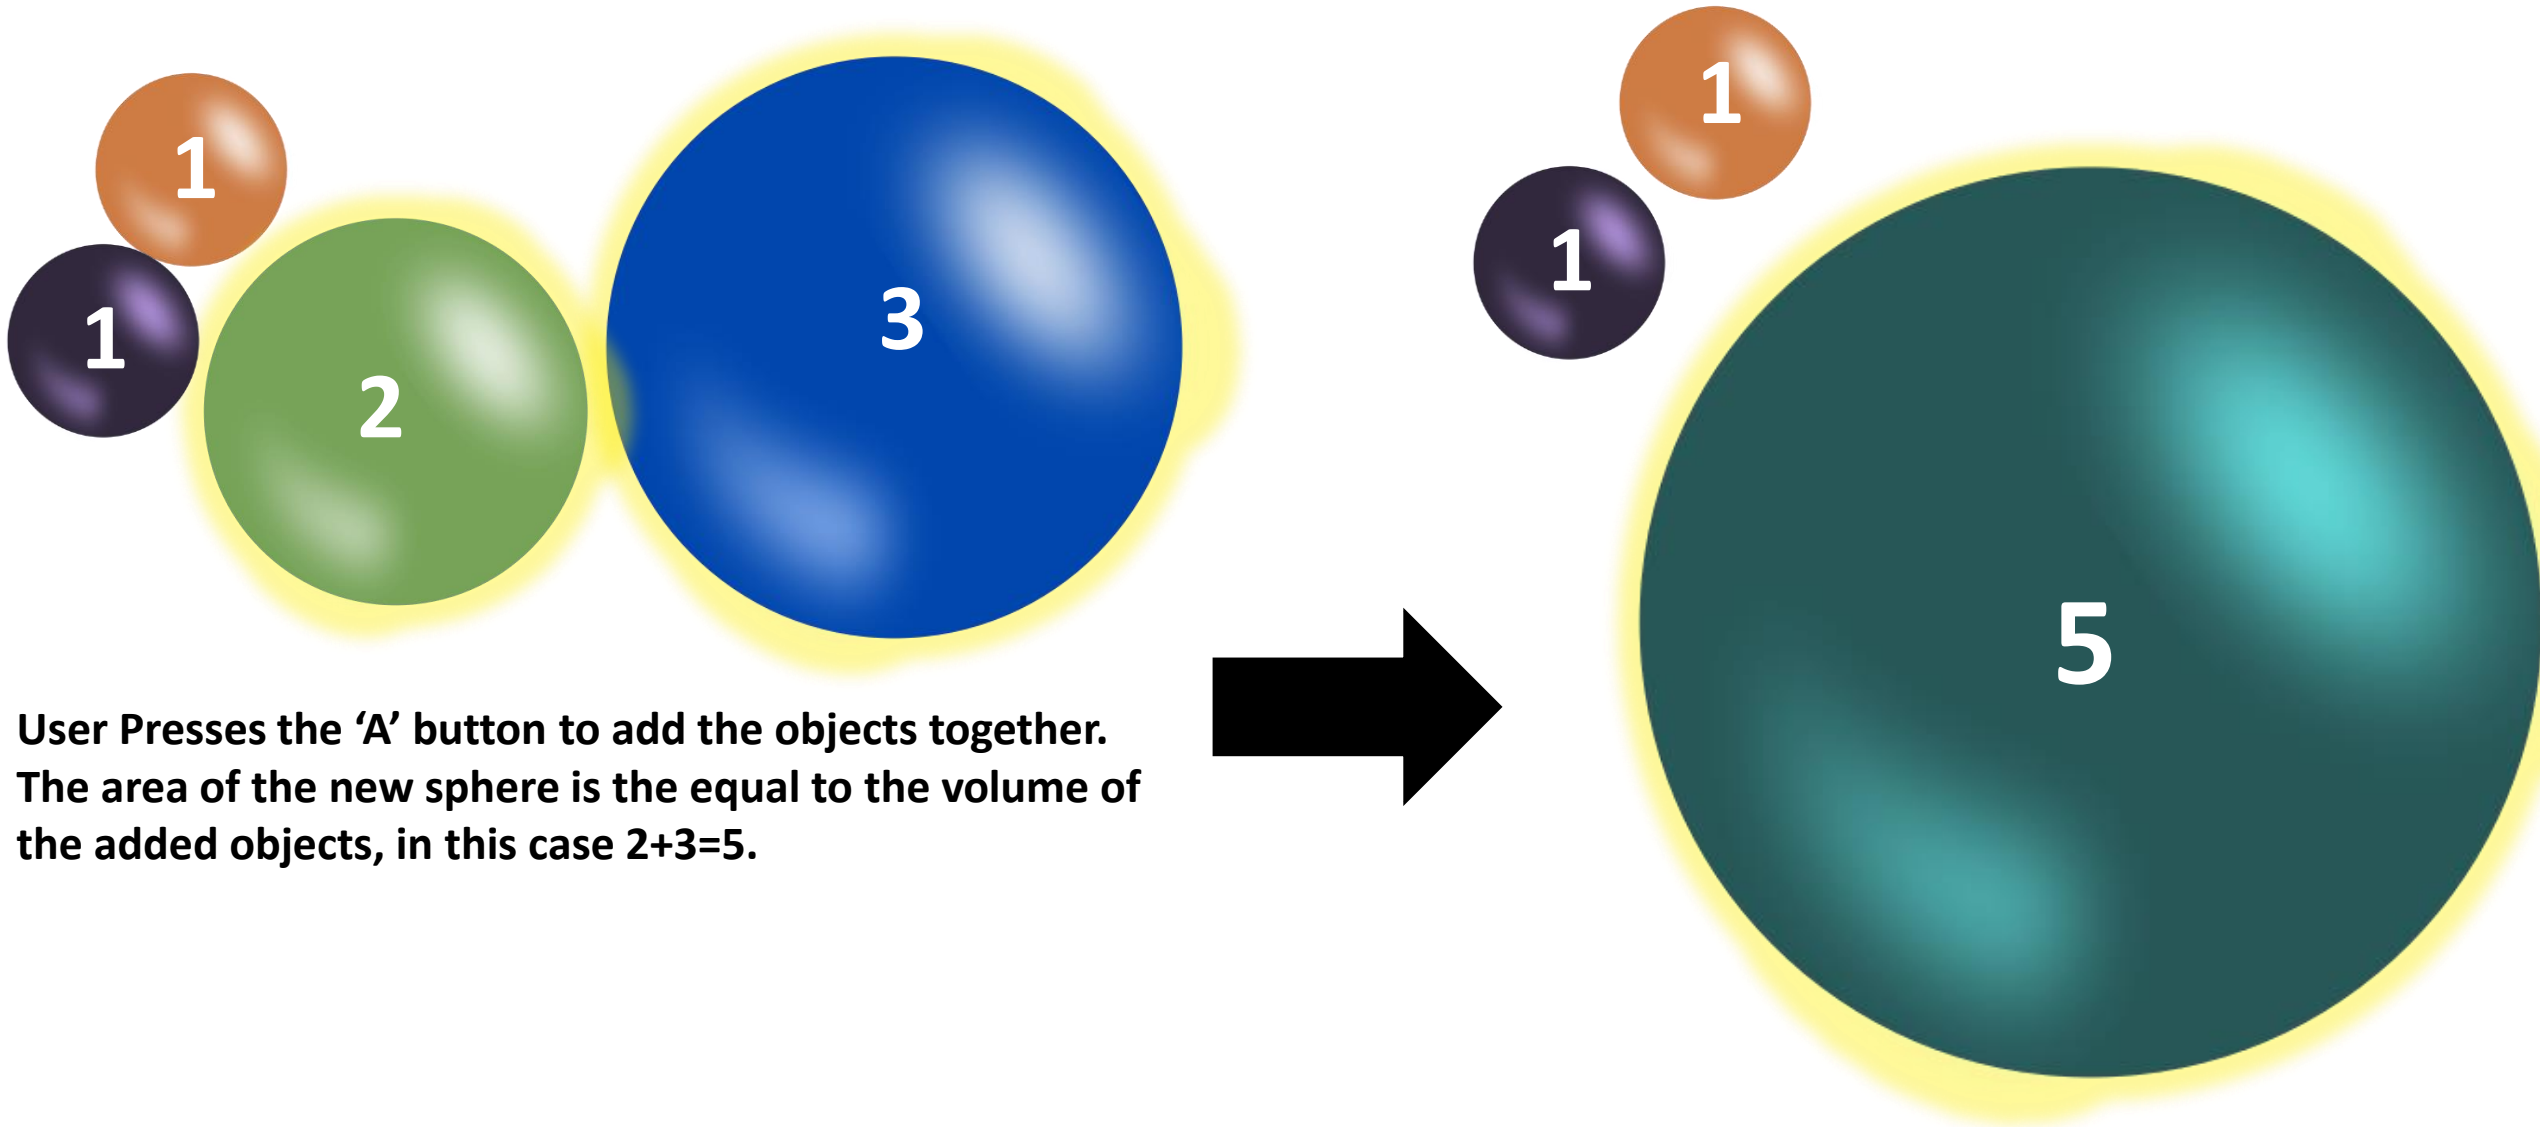 1
1
2
3
User Presses the ‘A’ button to add the objects together.
The area of the new sphere is the equal to the volume of
the added objects, in this case 2+3=5.
1
1
5